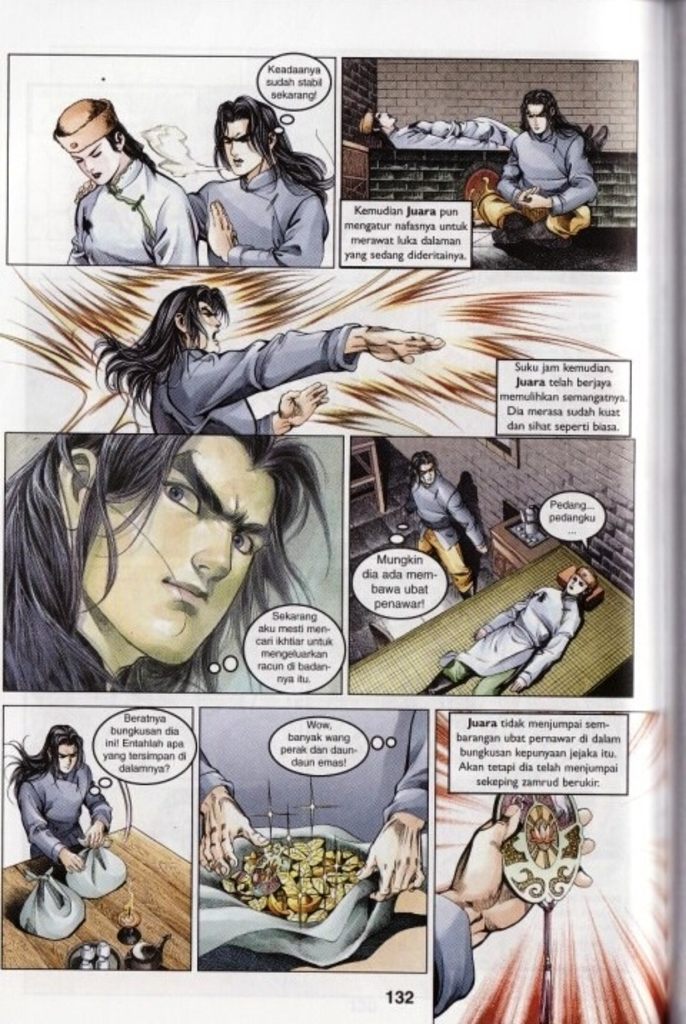 Keadaanya
sudah stabil
sekarang!
Kemudian Juara pun
mengatur nafasnya untuk
merawat luka dalaman
yang sedang dideritainya.
Suku jam kemudian,
Juara telah berjaya
memulihkan semangatnya.
Dia merasa sudah kuat
dan sihat seperti biasa.
Sekarang
aku mesti men-
cari ikhtiar untuk
mengeluarkan
racun di badan-
nya itu.
Mungkin
dia ada mem-
bawa ubat
penawar!
Pedang...
pedangku
...
Beratnya
bungkusan dia
ini! Entahlah apa
yang tersimpan di
dalamnya?
Wow,
banyak wang
perak dan daun-
daun emas!
Juara tidak menjumpai sem-
barangan ubat pernawar di dalam
bungkusan kepunyaan jejaka itu.
Akan tetapi dia telah menjumpai
sekeping zamrud berukir.
132